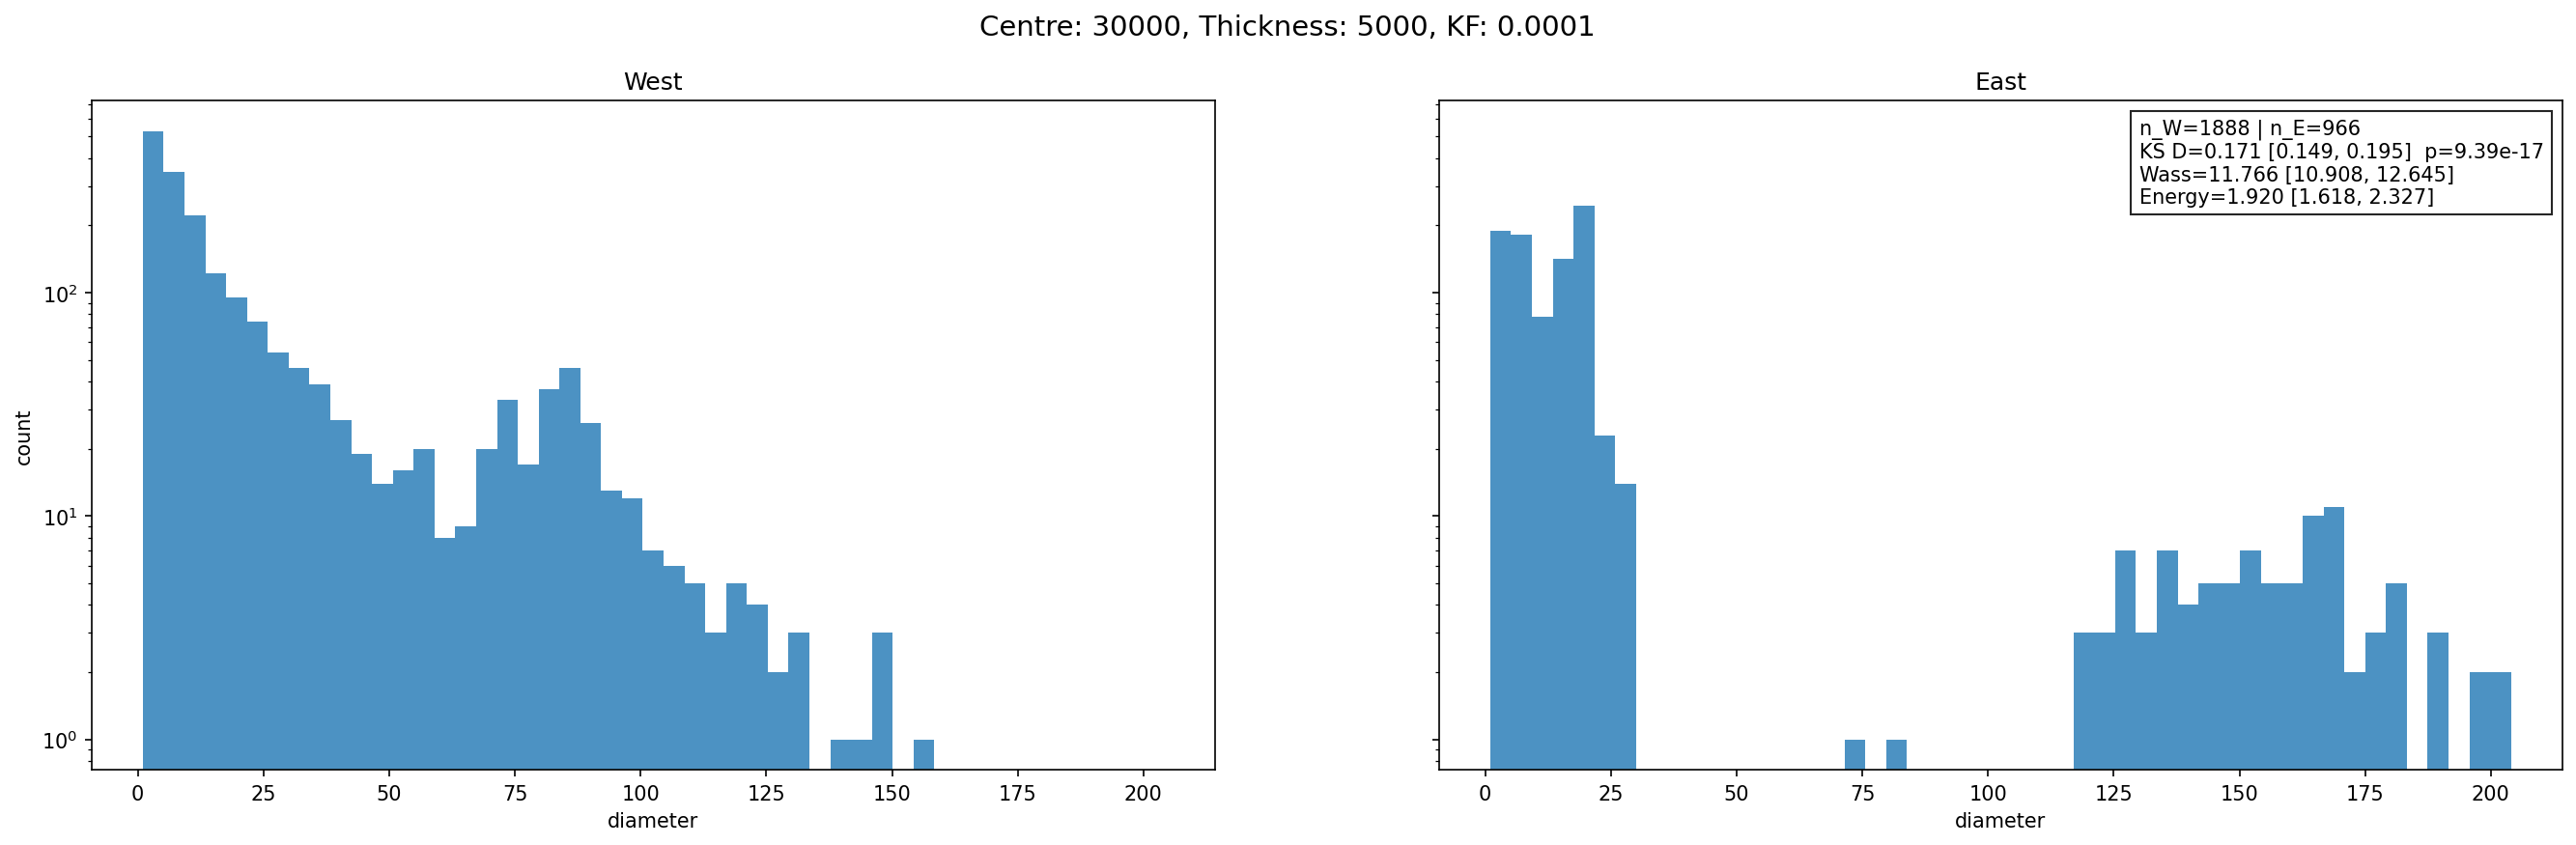 Centre: 30000, Thickness: 5000, KF: 0.0001
West
count
10²
10¹
10⁰
0 25 50 75 100 125 150 175 200
diameter
East
n_W=1888 | n_E=966
KS D=0.171 [0.149, 0.195]  p=9.39e-17
Wass=11.766 [10.908, 12.645]
Energy=1.920 [1.618, 2.327]
0 25 50 75 100 125 150 175 200
diameter